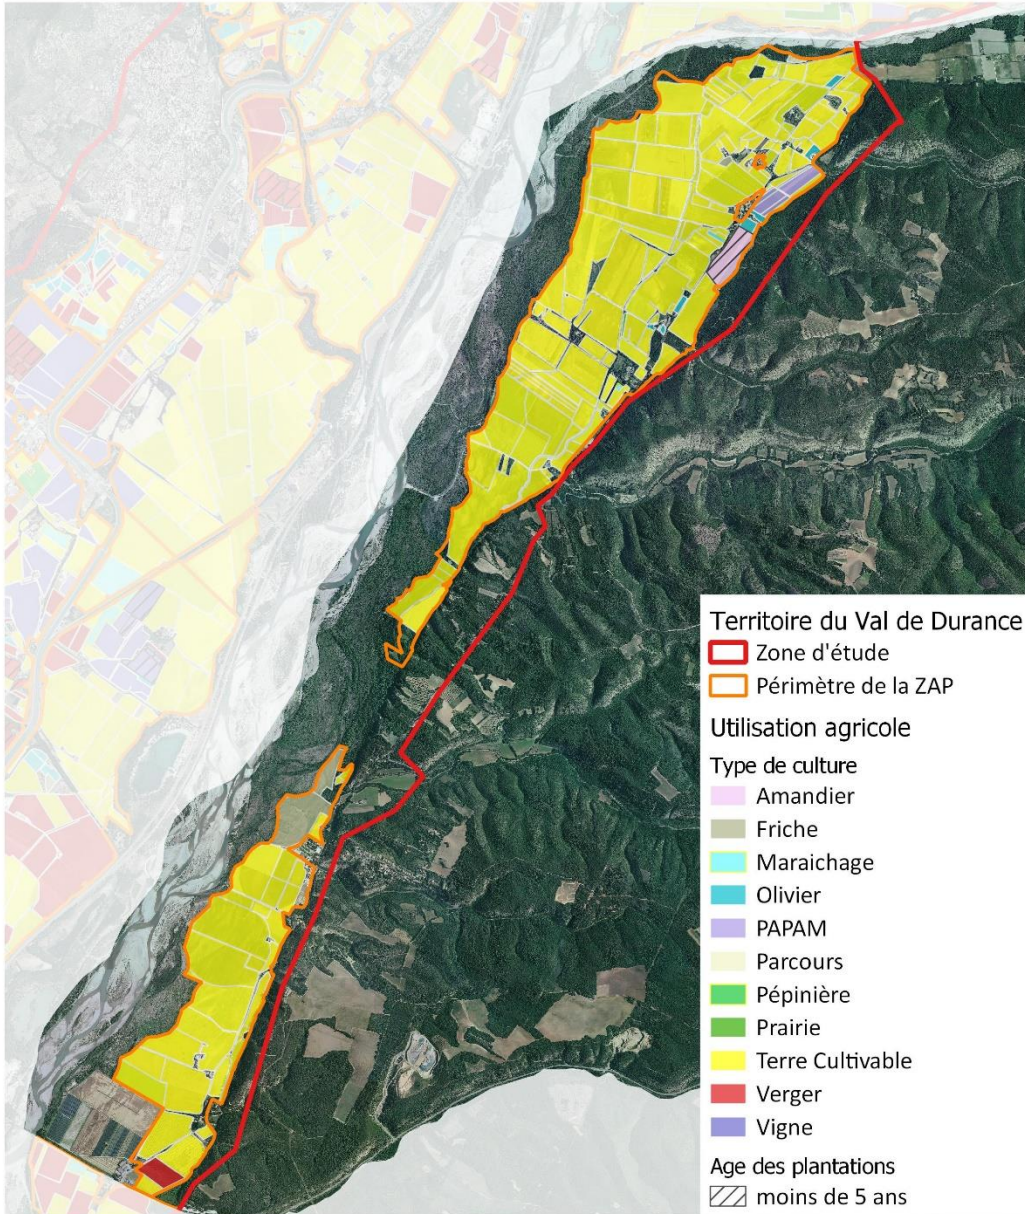 Territoire du Val de Durance
Zone d'étude
Périmètre de la ZAP
Utilisation agricole
Type de culture
Amandier
Friche
Maraichage
Olivier
PAPAM
Parcours
Pépinière
Prairie
Terre Cultivable
Verger
Vigne
Age des plantations
moins de 5 ans